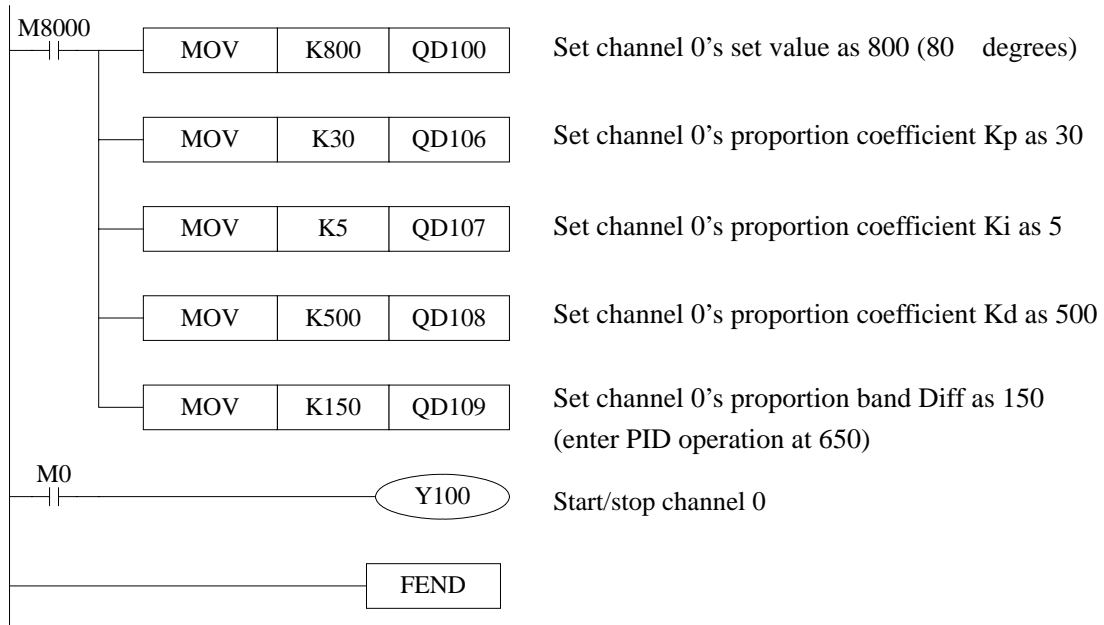 M8000
MOV K800 QD100 Set channel 0’s set value as 800 (80 degrees)
MOV K30 QD106 Set channel 0’s proportion coefficient Kp as 30
MOV K5 QD107 Set channel 0’s proportion coefficient Ki as 5
MOV K500 QD108 Set channel 0’s proportion coefficient Kd as 500
MOV K150 QD109 Set channel 0’s proportion band Diff as 150
(enter PID operation at 650)
M0
Y100 Start/stop channel 0
FEND